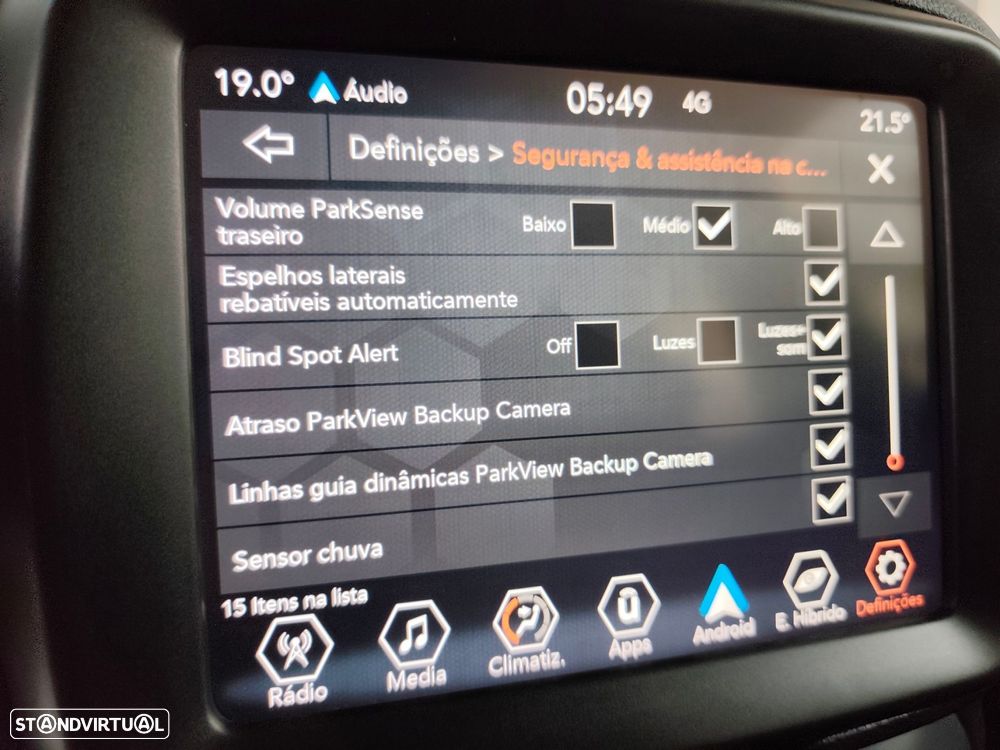 19.0° Áudio 05:49 4G 21.5°
Definições > Segurança & assistência na c...
Volume ParkSense
traseiro
Baixo Médio Alto
Espelhos laterais
rebatíveis automaticamente
Blind Spot Alert
Off Luzes Luzes+
som
Atraso ParkView Backup Camera
Linhas guia dinâmicas ParkView Backup Camera
Sensor chuva
15 Itens na lista
Rádio Media Climatiz. Apps Android E. Híbrido Definições
STANDVIRTUAL